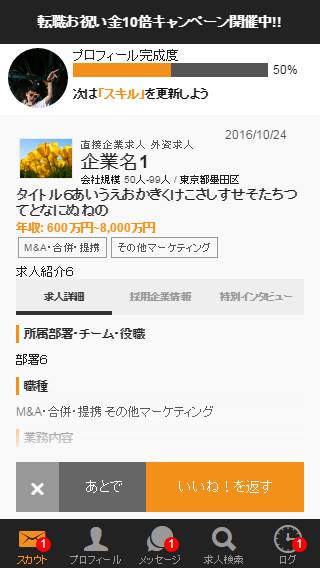 転職お祝い金10倍キャンペーン開催中!!
プロフィール完成度
50%
次は「スキル」を更新しよう
2016/10/24
直接企業求人 外資求人
企業名1
会社規模 50人-99人 / 東京都墨田区
タイトル6あいうえおかきくけこさしすせそたちつ
てとなにぬねの
年収: 600万円~8,000万円
M&A・合併・提携 その他マーケティング
求人紹介6
求人詳細 採用企業情報 特別インタビュー
所属部署・チーム・役職
部署6
職種
M&A・合併・提携 その他マーケティング
業務内容
× あとで いいね！を返す
1 1 1
スカウト プロフィール メッセージ 求人検索 ログ